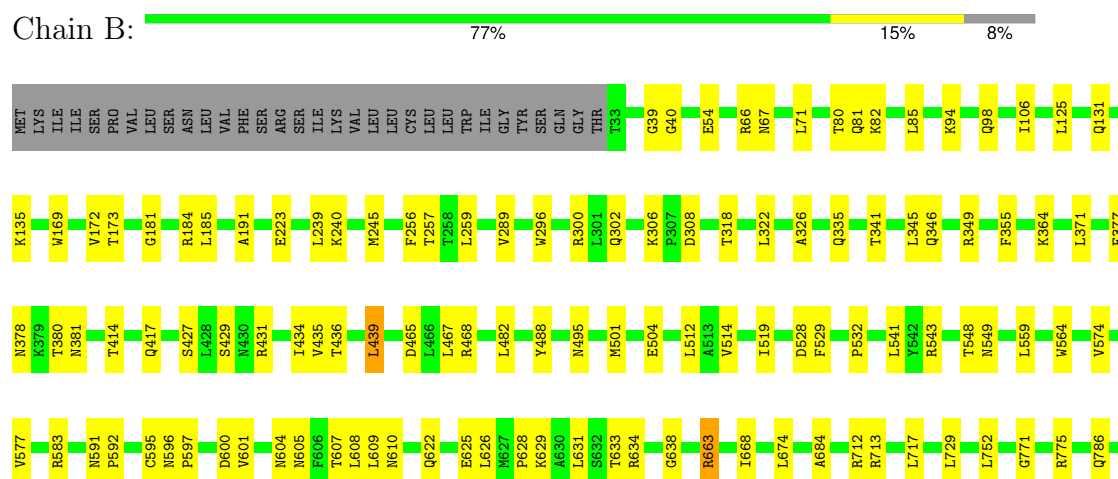 Chain B:
77% 15% 8%
MET LYS ILE ILE SER PRO VAL LEU SER ASN LEU VAL PHE SER ARG SER ILE LYS VAL LEU LEU CYS LEU LEU TRP ILE GLY TYR SER GLN GLY THR T33 G39 G40 E54 R66 N67 L71 T80 Q81 K82 L85 K94 Q98 I106 L125 Q131
K135 W169 V172 T173 G181 R184 L185 A191 E223 L239 K240 M245 F256 T257 T258 L259 V289 W296 R300 L301 Q302 K306 P307 D308 T318 L322 A326 Q335 T341 L345 Q346 R349 F355 K364 L371 E377
N378 K379 T380 N381 T414 Q417 S427 L428 S429 N430 R431 I434 V435 T436 L439 D465 L466 L467 R468 L482 Y488 N495 M501 E504 L512 A513 V514 I519 D528 F529 P532 L541 Y542 R543 T548 N549 L559 W564 V574
V577 R583 N591 P592 C595 N596 P597 D600 V601 N604 N605 F606 T607 L608 L609 N610 Q622 E625 L626 M627 P628 K629 A630 L631 S632 T633 R634 G638 R663 I668 L674 A684 R712 R713 L717 L729 L752 G771 R775 Q786